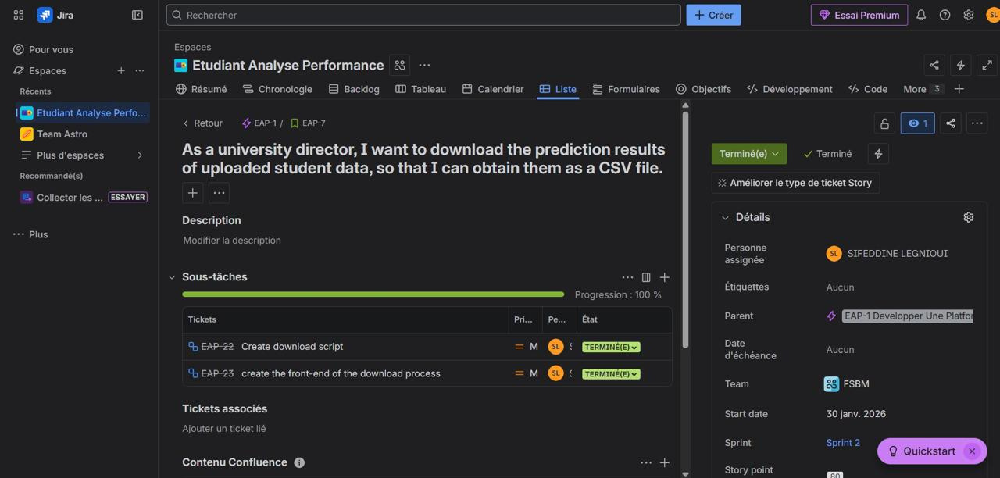 Jira
Rechercher
Créer
Essai Premium
SL
Pour vous
Espaces
Récents
Etudiant Analyse Perfo...
Team Astro
Plus d'espaces
Recommandé(s)
Collecter les ... ESSAYER
Plus
Espaces
Etudiant Analyse Performance
Résumé Chronologie Backlog Tableau Calendrier Liste Formulaires Objectifs Développement Code More 3
Retour EAP-1 / EAP-7
As a university director, I want to download the prediction results
of uploaded student data, so that I can obtain them as a CSV file.
Description
Modifier la description
Sous-tâches
Progression : 100 %
Tickets Pri... Pe... État
EAP-22 Create download script M SL TERMINÉ(E)
EAP-23 create the front-end of the download process M SL TERMINÉ(E)
Tickets associés
Ajouter un ticket lié
Contenu Confluence
1
Terminé(e) Terminé
Améliorer le type de ticket Story
Détails
Personne
assignée
SL SIFEDDINE LEGNIOUI
Étiquettes Aucun
Parent EAP-1 Developper Une Platfor
Date
d'échéance
Aucun
Team FSBM
Start date 30 janv. 2026
Sprint Sprint 2
Story point
80
Quickstart